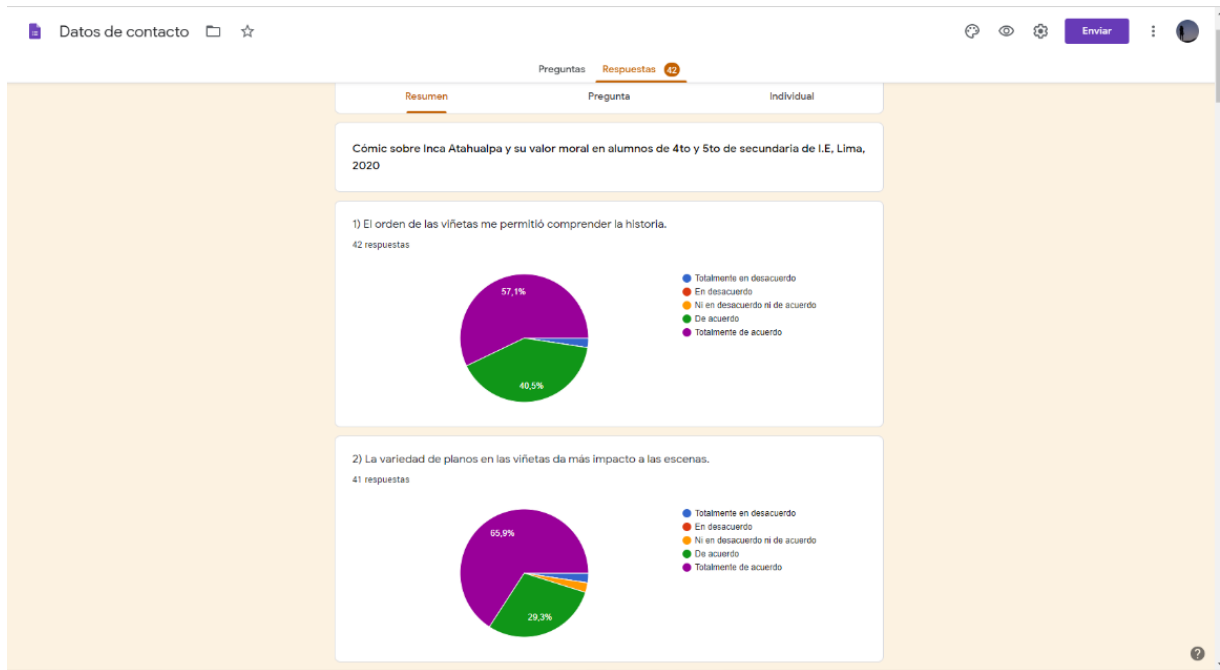 Datos de contacto
Enviar
Preguntas Respuestas 42
Resumen Pregunta Individual
Cómic sobre Inca Atahualpa y su valor moral en alumnos de 4to y 5to de secundaria de I.E, Lima,
2020
1) El orden de las viñetas me permitió comprender la historia.
42 respuestas
57,1%
40,5%
Totalmente en desacuerdo
En desacuerdo
Ni en desacuerdo ni de acuerdo
De acuerdo
Totalmente de acuerdo
2) La variedad de planos en las viñetas da más impacto a las escenas.
41 respuestas
65,9%
29,3%
Totalmente en desacuerdo
En desacuerdo
Ni en desacuerdo ni de acuerdo
De acuerdo
Totalmente de acuerdo